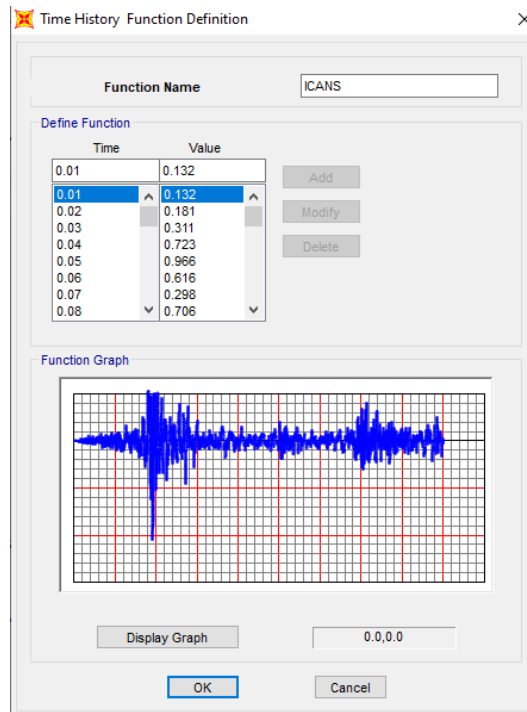 Time History Function Definition
Function Name
ICANS
Define Function
Time Value
0.01 0.132
0.01 0.132
0.02 0.181
0.03 0.311
0.04 0.723
0.05 0.966
0.06 0.616
0.07 0.298
0.08 0.706
Add
Modify
Delete
Function Graph
Display Graph
0.0,0.0
OK
Cancel